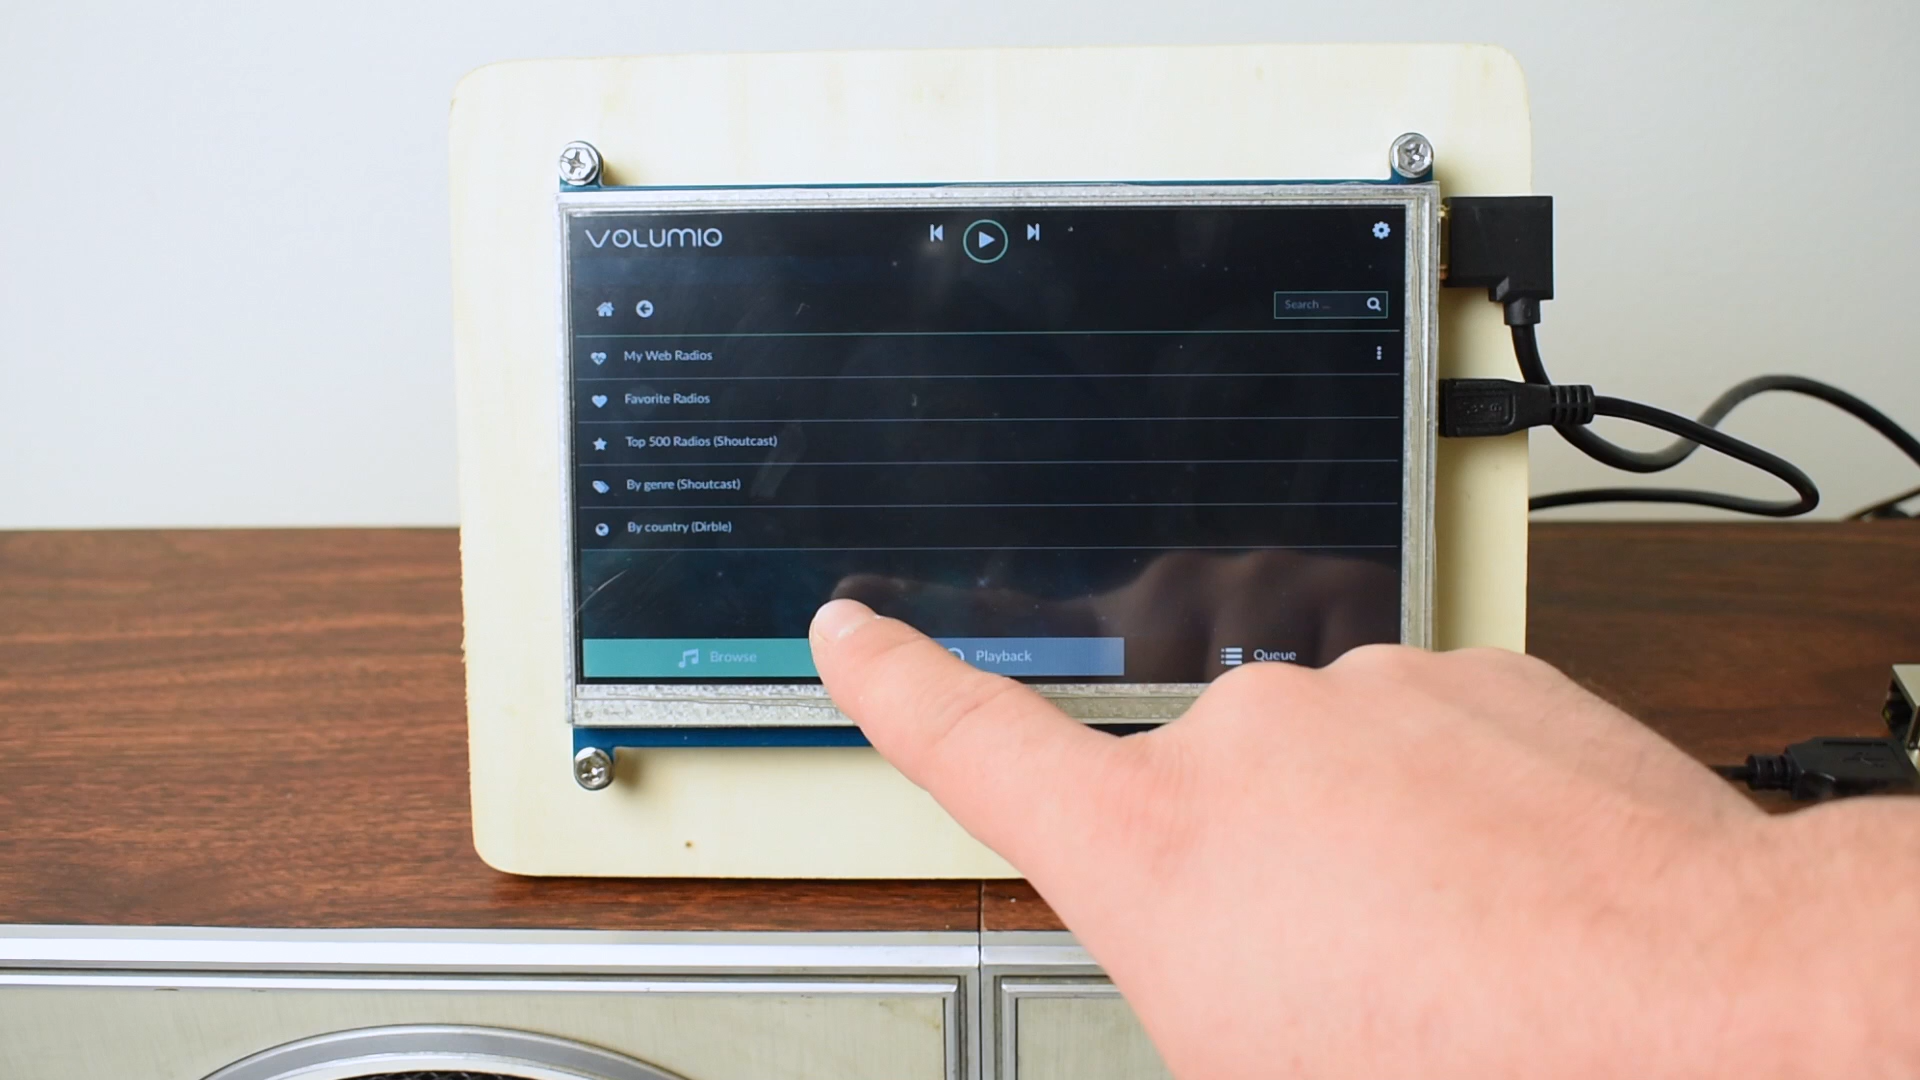 VOLUMIO
Search ...
My Web Radios
Favorite Radios
Top 500 Radios (Shoutcast)
By genre (Shoutcast)
By country (Dirble)
Browse
Playback
Queue